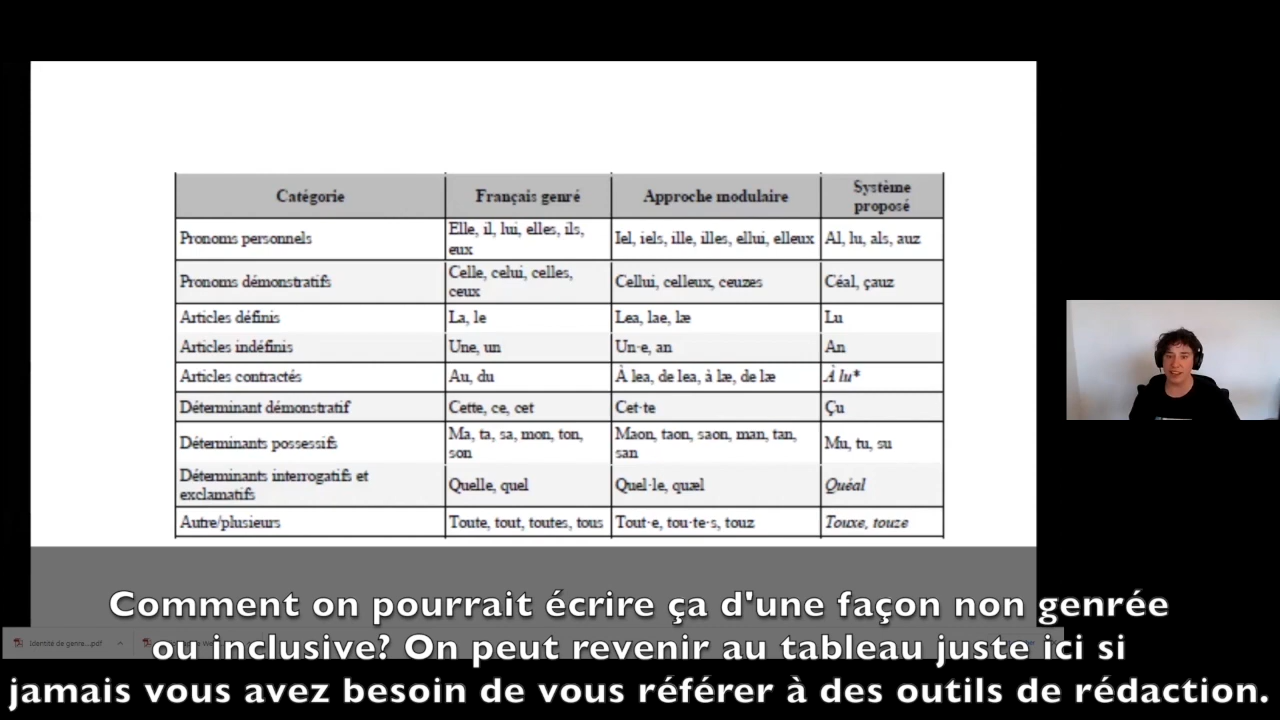 Catégorie Français genré Approche modulaire Système proposé
Pronoms personnels Elle, il, lui, elles, ils, eux Iel, iels, ille, illes, ellui, elleux Al, lu, als, auz
Pronoms démonstratifs Celle, celui, celles, ceux Cellui, celleux, ceuzes Céal, çauz
Articles définis La, le Lea, lae, læ Lu
Articles indéfinis Une, un Un·e, an An
Articles contractés Au, du À lea, de lea, à læ, de læ À lu*
Déterminant démonstratif Cette, ce, cet Cet·te Çu
Déterminants possessifs Ma, ta, sa, mon, ton, son Maon, taon, saon, man, tan, san Mu, tu, su
Déterminants interrogatifs et exclamatifs Quelle, quel Quel·le, quæl Quéal
Autre/plusieurs Toute, tout, toutes, tous Tout·e, tou·te·s, touz Touxe, touze
Comment on pourrait écrire ça d'une façon non genrée
Identité de genre....pdf
ou inclusive? On peut revenir au tableau juste ici si
jamais vous avez besoin de vous référer à des outils de rédaction.